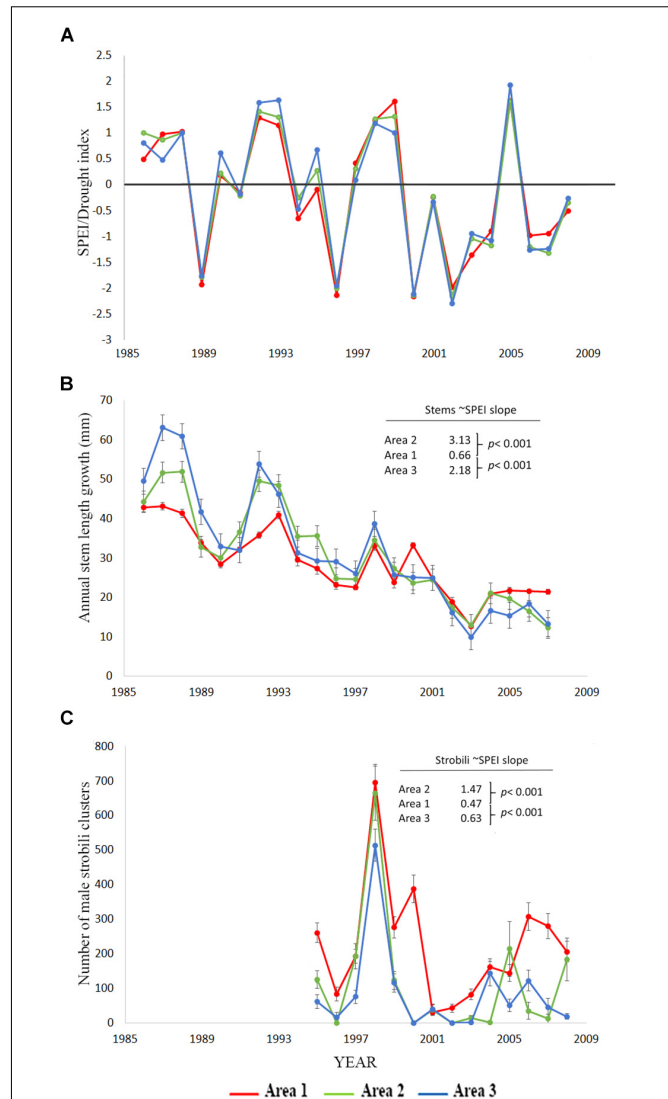 A
SPEI/Drought index
2.5
2
1.5
1
0.5
0
-0.5
-1
-1.5
-2
-2.5
-3
1985 1989 1993 1997 2001 2005 2009
B
Annual stem length growth (mm)
70
60
50
40
30
20
10
0
Stems ~SPEI slope
Area 2 3.13
p< 0.001
Area 1 0.66
p< 0.001
Area 3 2.18
1985 1989 1993 1997 2001 2005 2009
C
Number of male strobili clusters
800
700
600
500
400
300
200
100
0
Strobili ~SPEI slope
Area 2 1.47
p< 0.001
Area 1 0.47
p< 0.001
Area 3 0.63
1985 1989 1993 1997 2001 2005 2009
YEAR
Area 1 Area 2 Area 3